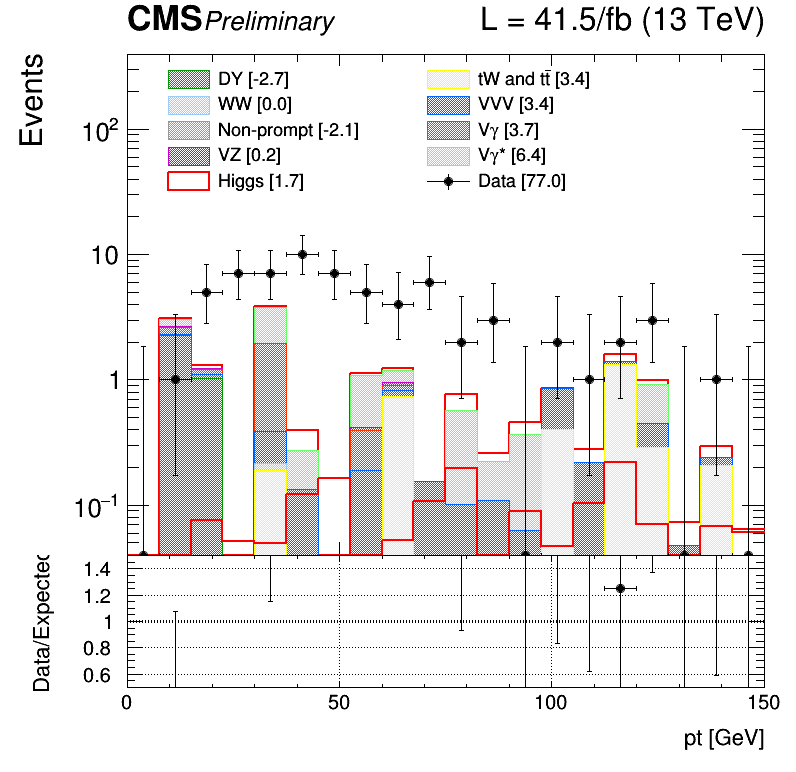 CMS Preliminary L = 41.5/fb (13 TeV)
Events
DY [-2.7]
WW [0.0]
Non-prompt [-2.1]
VZ [0.2]
Higgs [1.7]
tW and tt̄ [3.4]
VVV [3.4]
Vγ [3.7]
Vγ* [6.4]
Data [77.0]
10²
10
1
10⁻¹
Data/Expected
1.4
1.2
1
0.8
0.6
0 50 100 150
pt [GeV]